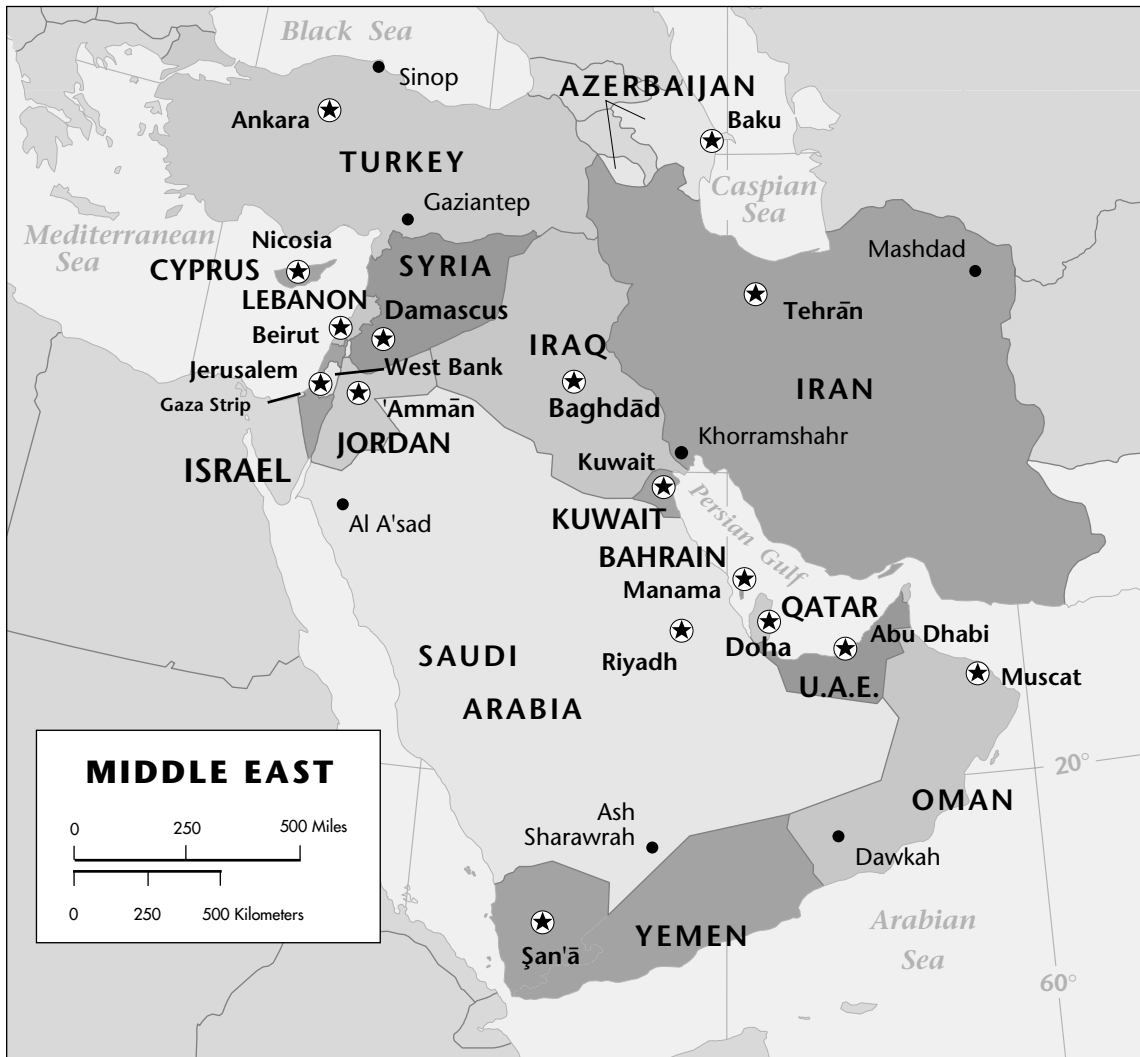 Black Sea
Sinop
AZERBAIJAN
Ankara
Baku
TURKEY
Caspian
Sea
Gaziantep
Mediterranean
Sea
Nicosia
CYPRUS
SYRIA
Mashdad
LEBANON
Damascus
Tehrān
Beirut
IRAQ
West Bank
Jerusalem
IRAN
Gaza Strip
'Ammān
Baghdād
JORDAN
Khorramshahr
ISRAEL
Kuwait
Al A'sad
KUWAIT
Persian Gulf
BAHRAIN
Manama
QATAR
Abu Dhabi
Doha
Riyadh
SAUDI
ARABIA
U.A.E.
Muscat
MIDDLE EAST
0 250 500 Miles
0 250 500 Kilometers
20°
OMAN
Ash
Sharawrah
Dawkah
YEMEN
Arabian
Sea
Şan'ā
60°